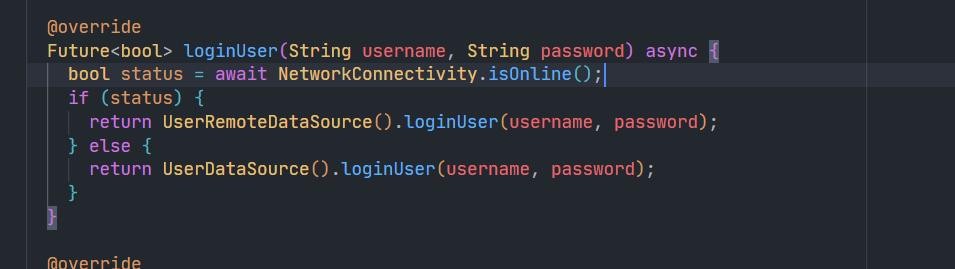 @override
Future<bool> loginUser(String username, String password) async {
bool status = await NetworkConnectivity.isOnline();
if (status) {
return UserRemoteDataSource().loginUser(username, password);
} else {
return UserDataSource().loginUser(username, password);
}
}
@override